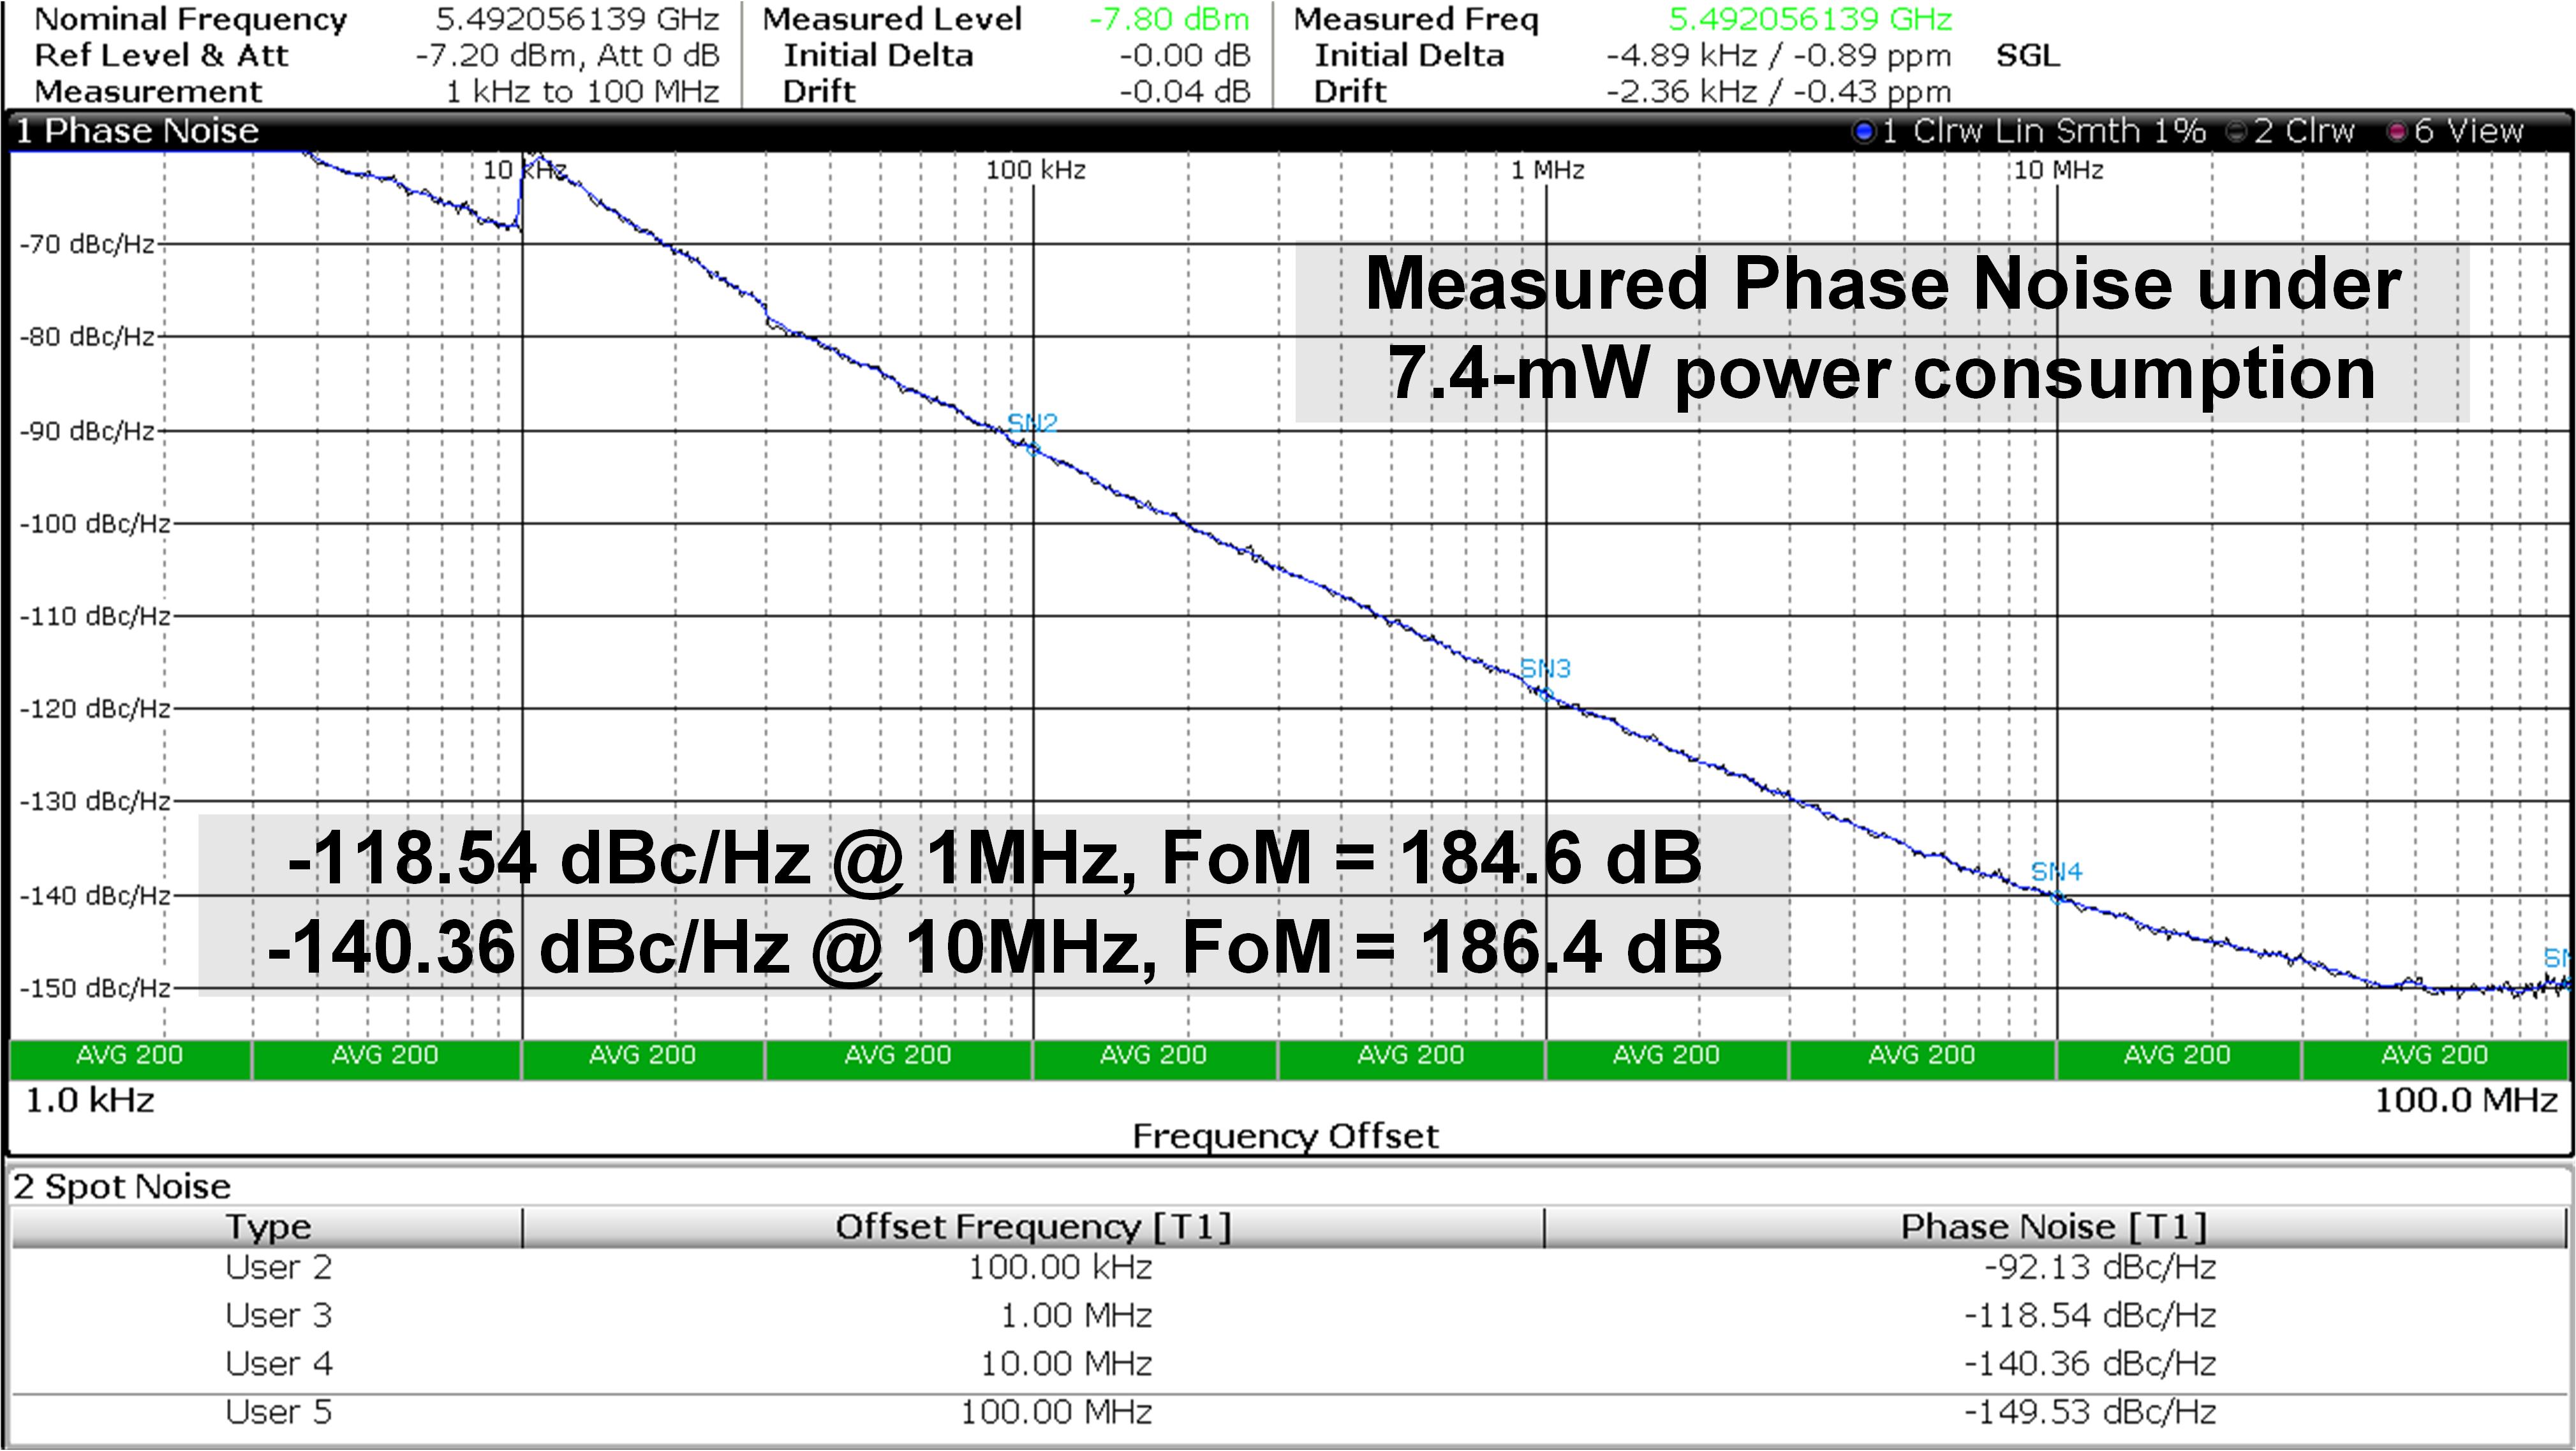 Nominal Frequency 5.492056139 GHz Measured Level -7.80 dBm Measured Freq 5.492056139 GHz
Ref Level & Att -7.20 dBm, Att 0 dB Initial Delta -0.00 dB Initial Delta -4.89 kHz / -0.89 ppm SGL
Measurement 1 kHz to 100 MHz Drift -0.04 dB Drift -2.36 kHz / -0.43 ppm
1 Phase Noise 1 Clrw Lin Smth 1% 2 Clrw 6 View
10 kHz 100 kHz 1 MHz 10 MHz
-70 dBc/Hz
Measured Phase Noise under
-80 dBc/Hz
7.4-mW power consumption
SN2
-90 dBc/Hz
-100 dBc/Hz
-110 dBc/Hz
SN3
-120 dBc/Hz
-130 dBc/Hz
-118.54 dBc/Hz @ 1MHz, FoM = 184.6 dB
SN4
-140 dBc/Hz
-140.36 dBc/Hz @ 10MHz, FoM = 186.4 dB
-150 dBc/Hz
AVG 200 AVG 200 AVG 200 AVG 200 AVG 200 AVG 200 AVG 200 AVG 200 AVG 200 AVG 200
1.0 kHz 100.0 MHz
Frequency Offset
2 Spot Noise
Type Offset Frequency [T1] Phase Noise [T1]
User 2 100.00 kHz -92.13 dBc/Hz
User 3 1.00 MHz -118.54 dBc/Hz
User 4 10.00 MHz -140.36 dBc/Hz
User 5 100.00 MHz -149.53 dBc/Hz